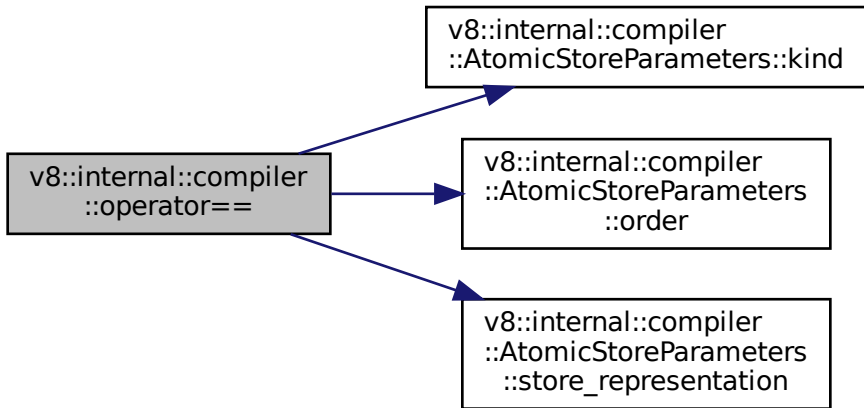 v8::internal::compiler
::operator==
v8::internal::compiler
::AtomicStoreParameters::kind
v8::internal::compiler
::AtomicStoreParameters
::order
v8::internal::compiler
::AtomicStoreParameters
::store_representation